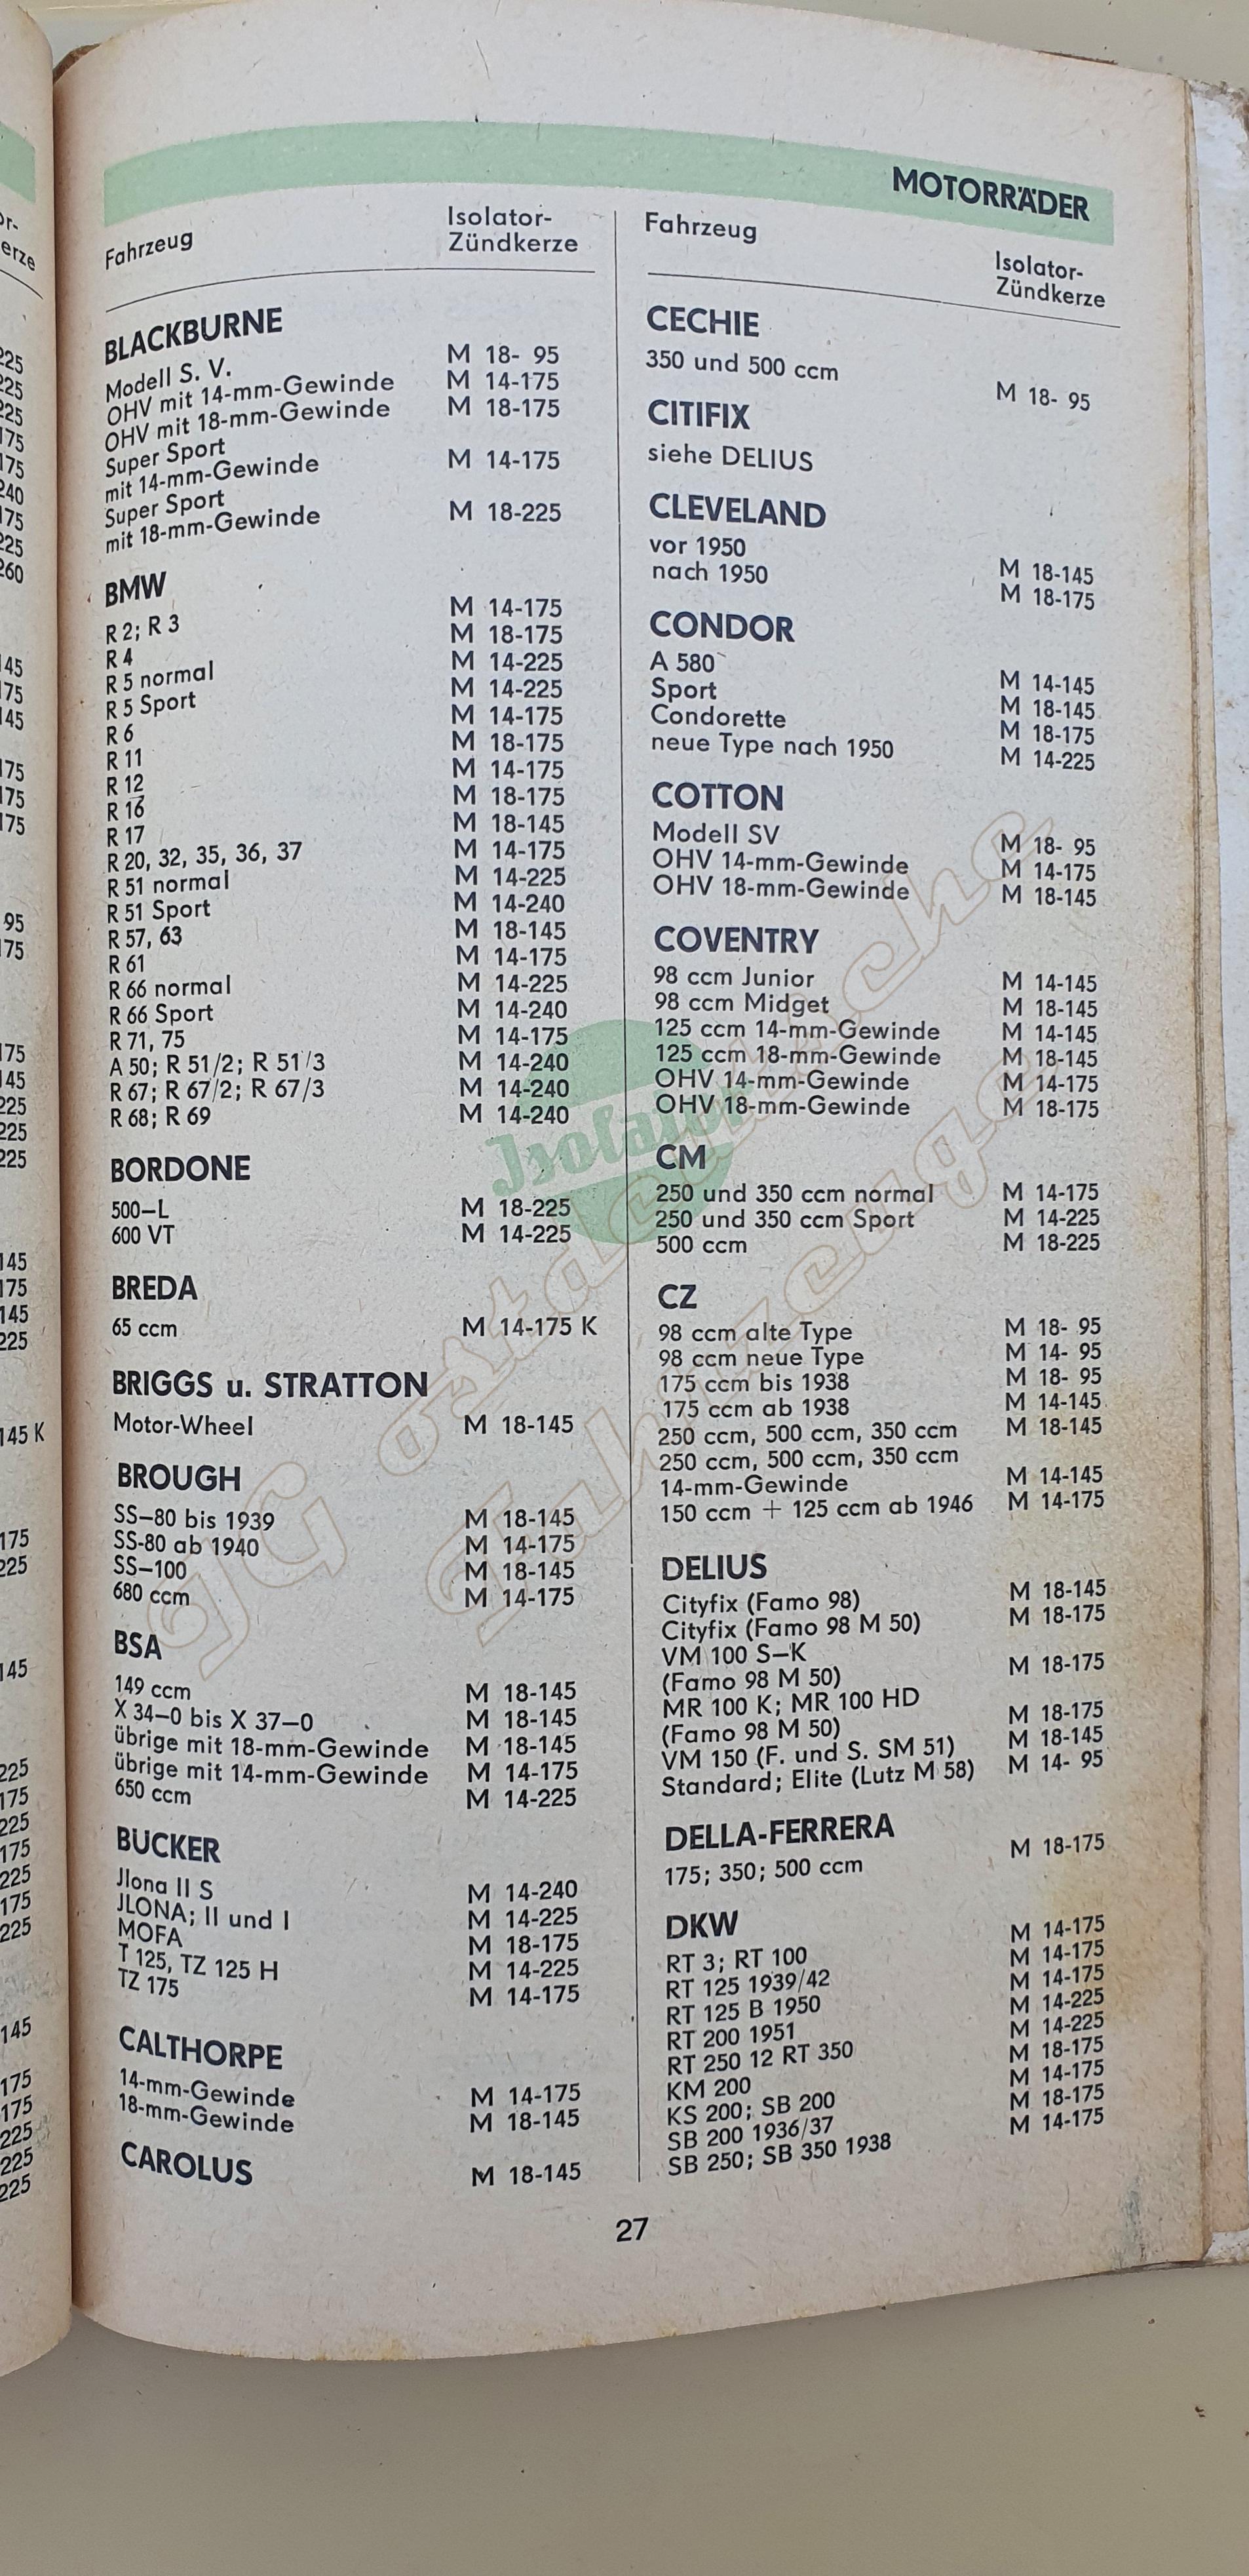 MOTORRÄDER
Fahrzeug
Isolator-
Zündkerze
BLACKBURNE
Modell S. V. M 18- 95
OHV mit 14-mm-Gewinde M 14-175
OHV mit 18-mm-Gewinde M 18-175
Super Sport
mit 14-mm-Gewinde M 14-175
Super Sport
mit 18-mm-Gewinde M 18-225
BMW
R 2; R 3 M 14-175
R 4 M 18-175
R 5 normal M 14-225
R 5 Sport M 14-225
R 6 M 14-175
R 11 M 18-175
R 12 M 14-175
R 16 M 18-175
R 17 M 18-145
R 20, 32, 35, 36, 37 M 14-175
R 51 normal M 14-225
R 51 Sport M 14-240
R 57, 63 M 18-145
R 61 M 14-175
R 66 normal M 14-225
R 66 Sport M 14-240
R 71, 75 M 14-175
A 50; R 51/2; R 51/3 M 14-240
R 67; R 67/2; R 67/3 M 14-240
R 68; R 69 M 14-240
BORDONE
500–L M 18-225
600 VT M 14-225
BREDA
65 ccm M 14-175 K
BRIGGS u. STRATTON
Motor-Wheel M 18-145
BROUGH
SS–80 bis 1939 M 18-145
SS-80 ab 1940 M 14-175
SS–100 M 18-145
680 ccm M 14-175
BSA
149 ccm M 18-145
X 34–0 bis X 37–0 M 18-145
übrige mit 18-mm-Gewinde M 18-145
übrige mit 14-mm-Gewinde M 14-175
650 ccm M 14-225
BÜCKER
Jlona II S M 14-240
JLONA; II und I M 14-225
MOFA M 18-175
T 125, TZ 125 H M 14-225
TZ 175 M 14-175
CALTHORPE
14-mm-Gewinde M 14-175
18-mm-Gewinde M 18-145
CAROLUS M 18-145
Fahrzeug
Isolator-
Zündkerze
CECHIE
350 und 500 ccm M 18- 95
CITIFIX
siehe DELIUS
CLEVELAND
vor 1950 M 18-145
nach 1950 M 18-175
CONDOR
A 580 M 14-145
Sport M 18-145
Condorette M 18-175
neue Type nach 1950 M 14-225
COTTON
Modell SV M 18- 95
OHV 14-mm-Gewinde M 14-175
OHV 18-mm-Gewinde M 18-145
COVENTRY
98 ccm Junior M 14-145
98 ccm Midget M 18-145
125 ccm 14-mm-Gewinde M 14-145
125 ccm 18-mm-Gewinde M 18-145
OHV 14-mm-Gewinde M 14-175
OHV 18-mm-Gewinde M 18-175
CM
250 und 350 ccm normal M 14-175
250 und 350 ccm Sport M 14-225
500 ccm M 18-225
CZ
98 ccm alte Type M 18- 95
98 ccm neue Type M 14- 95
175 ccm bis 1938 M 18- 95
175 ccm ab 1938 M 14-145
250 ccm, 500 ccm, 350 ccm M 18-145
250 ccm, 500 ccm, 350 ccm
14-mm-Gewinde M 14-145
150 ccm + 125 ccm ab 1946 M 14-175
DELIUS
Cityfix (Famo 98) M 18-145
Cityfix (Famo 98 M 50) M 18-175
VM 100 S–K
(Famo 98 M 50) M 18-175
MR 100 K; MR 100 HD
(Famo 98 M 50) M 18-175
VM 150 (F. und S. SM 51) M 18-145
Standard; Elite (Lutz M 58) M 14- 95
DELLA-FERRERA
175; 350; 500 ccm M 18-175
DKW
RT 3; RT 100 M 14-175
RT 125 1939/42 M 14-175
RT 125 B 1950 M 14-175
RT 200 1951 M 14-225
RT 250 12 RT 350 M 14-225
KM 200 M 18-175
KS 200; SB 200 M 14-175
SB 200 1936/37 M 18-175
SB 250; SB 350 1938 M 14-175
Isolator
IG ostdeutsche
Fahrzeuge
27